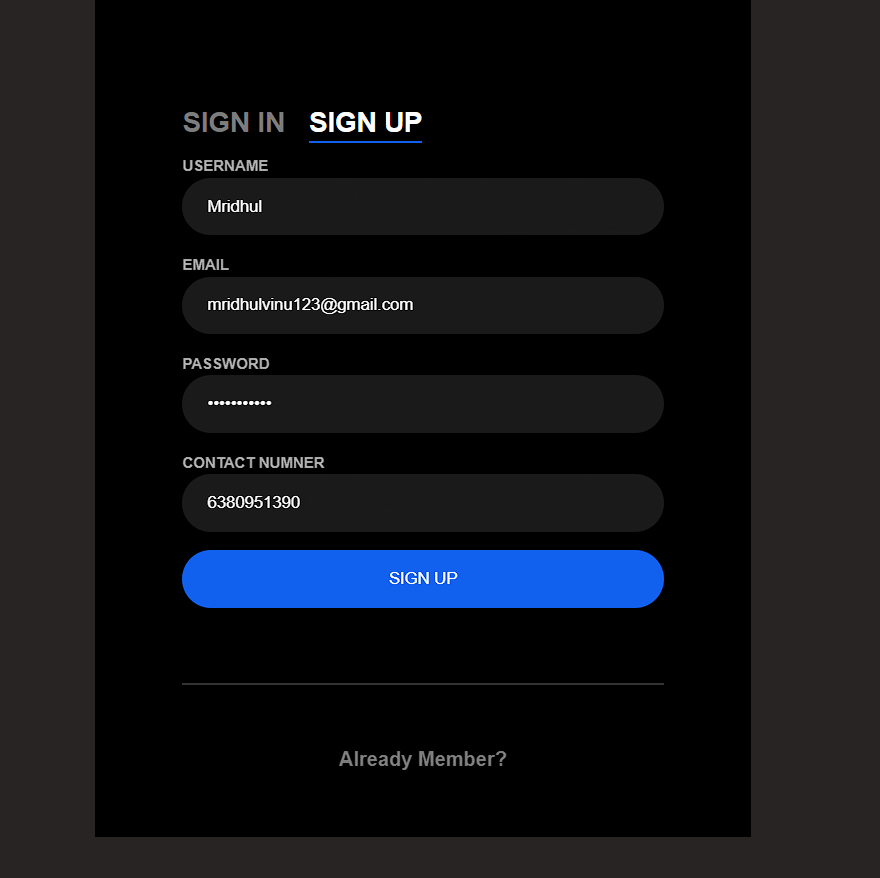 SIGN IN SIGN UP
USERNAME
Mridhul
EMAIL
mridhulvinu123@gmail.com
PASSWORD
•••••••••••
CONTACT NUMNER
6380951390
SIGN UP
Already Member?